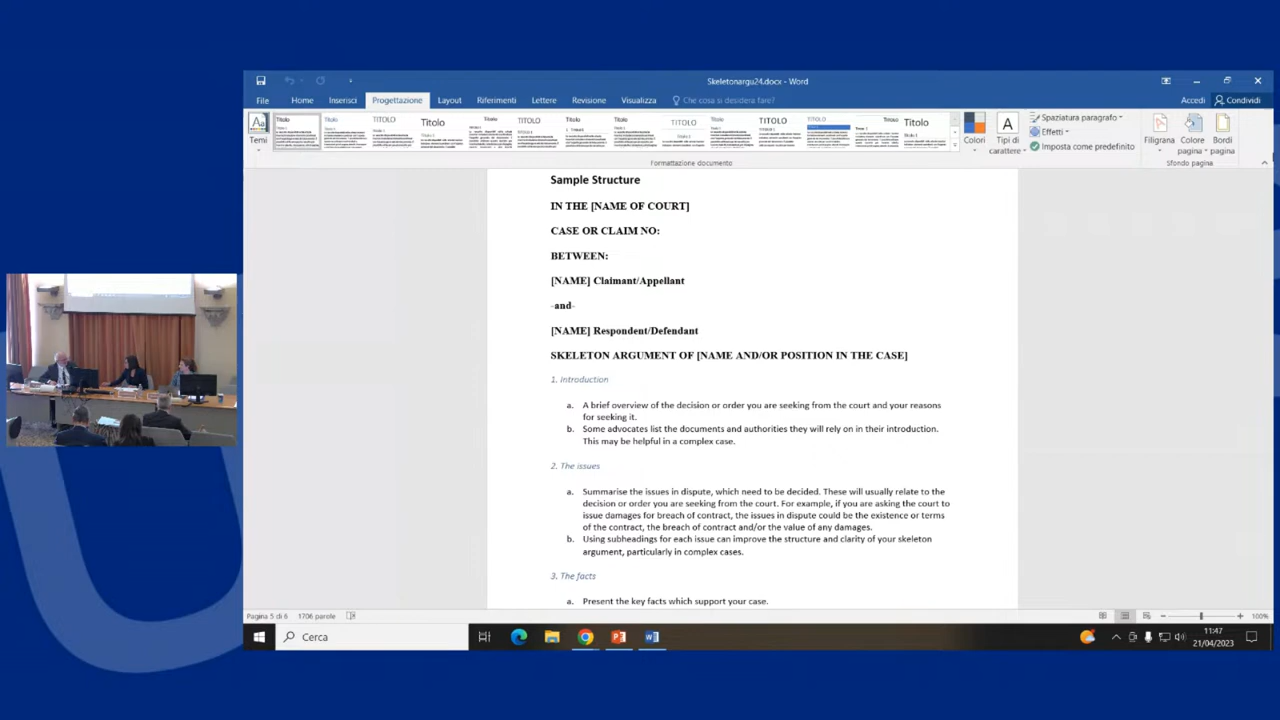 Skeletonargu24.docx - Word
File Home Inserisci Progettazione Layout Riferimenti Lettere Revisione Visualizza Che cosa si desidera fare? Accedi Condividi
Temi
Titolo
Titolo
TITOLO
Titolo
TITOLO
TITOLO
Colori
Tipi di carattere
Spaziatura paragrafo
Effetti
Imposta come predefinito
Filigrana
Colore pagina
Bordi pagina
Formattazione documento
Sfondo pagina
Sample Structure
IN THE [NAME OF COURT]
CASE OR CLAIM NO:
BETWEEN:
[NAME] Claimant/Appellant
-and-
[NAME] Respondent/Defendant
SKELETON ARGUMENT OF [NAME AND/OR POSITION IN THE CASE]
1. Introduction
a. A brief overview of the decision or order you are seeking from the court and your reasons
for seeking it.
b. Some advocates list the documents and authorities they will rely on in their introduction.
This may be helpful in a complex case.
2. The issues
a. Summarise the issues in dispute, which need to be decided. These will usually relate to the
decision or order you are seeking from the court. For example, if you are asking the court to
issue damages for breach of contract, the issues in dispute could be the existence or terms
of the contract, the breach of contract and/or the value of any damages.
b. Using subheadings for each issue can improve the structure and clarity of your skeleton
argument, particularly in complex cases.
3. The facts
a. Present the key facts which support your case.
Pagina 5 di 6 1706 parole
100%
Cerca
11:47
21/04/2023